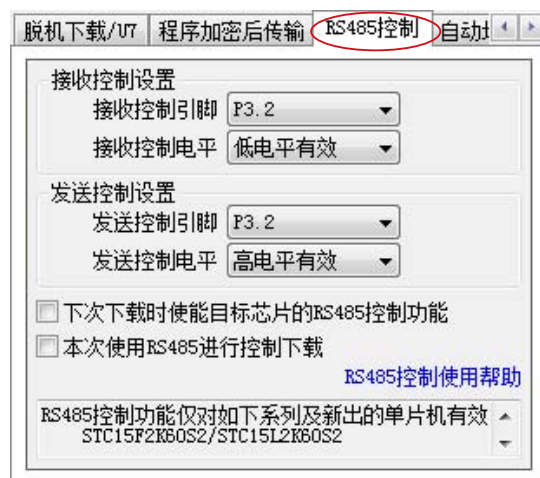 脱机下载/U7 程序加密后传输 RS485控制 自动
接收控制设置
接收控制引脚 P3.2
接收控制电平 低电平有效
发送控制设置
发送控制引脚 P3.2
发送控制电平 高电平有效
下次下载时使能目标芯片的RS485控制功能
本次使用RS485进行控制下载
RS485控制使用帮助
RS485控制功能仅对如下系列及新出的单片机有效
STC15F2K60S2/STC15L2K60S2